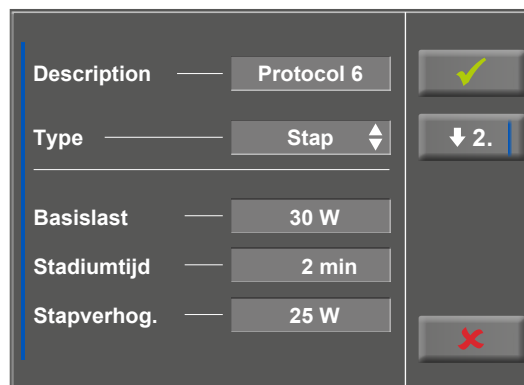 Description Protocol 6
Type Stap
2.
Basislast 30 W
Stadiumtijd 2 min
Stapverhog. 25 W